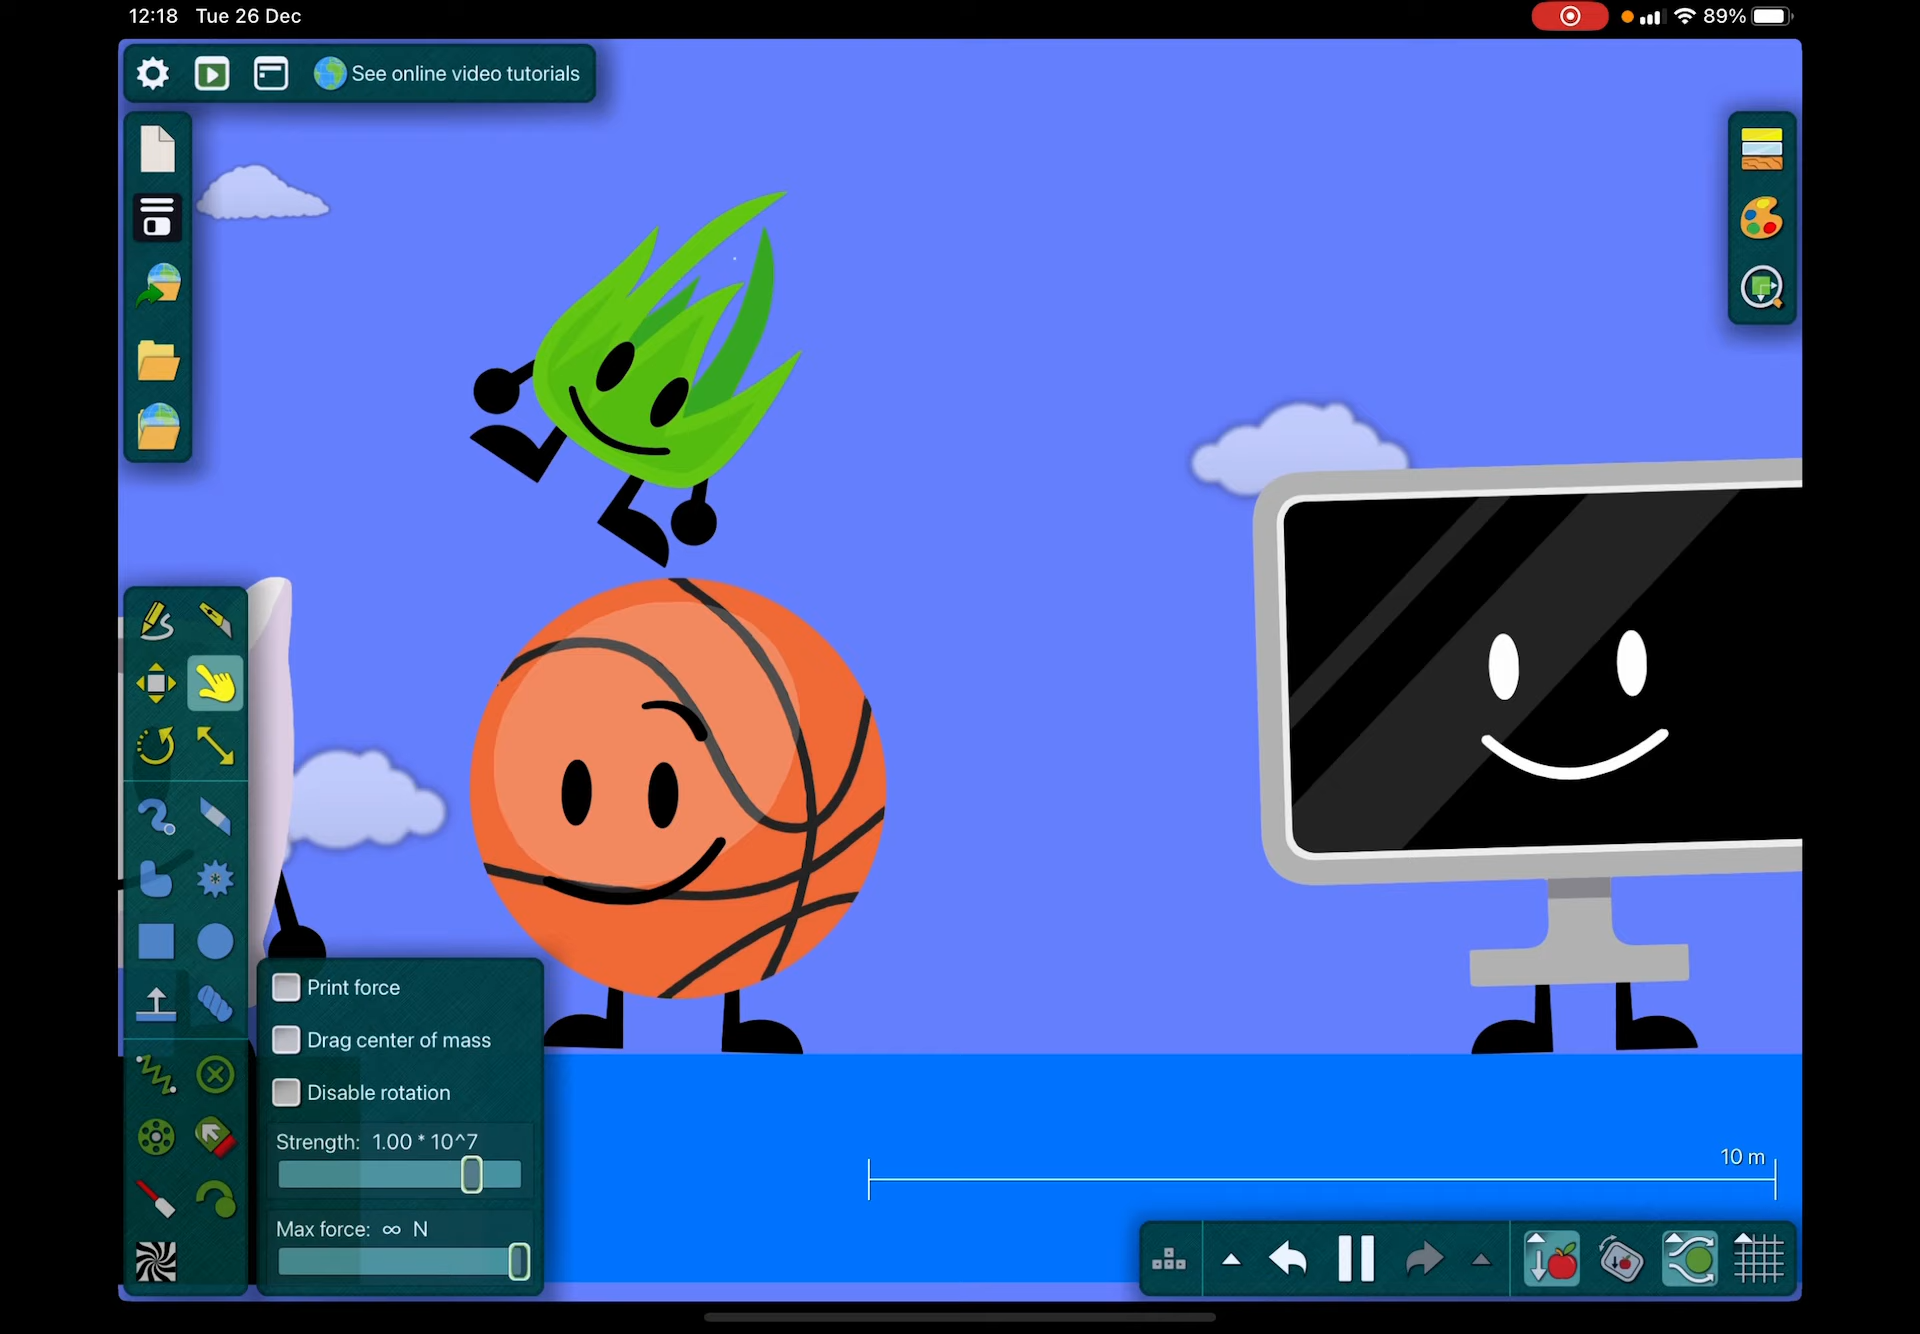 12:18 Tue 26 Dec
89%
See online video tutorials
Print force
Drag center of mass
Disable rotation
Strength: 1.00 * 10^7
Max force: ∞ N
10 m